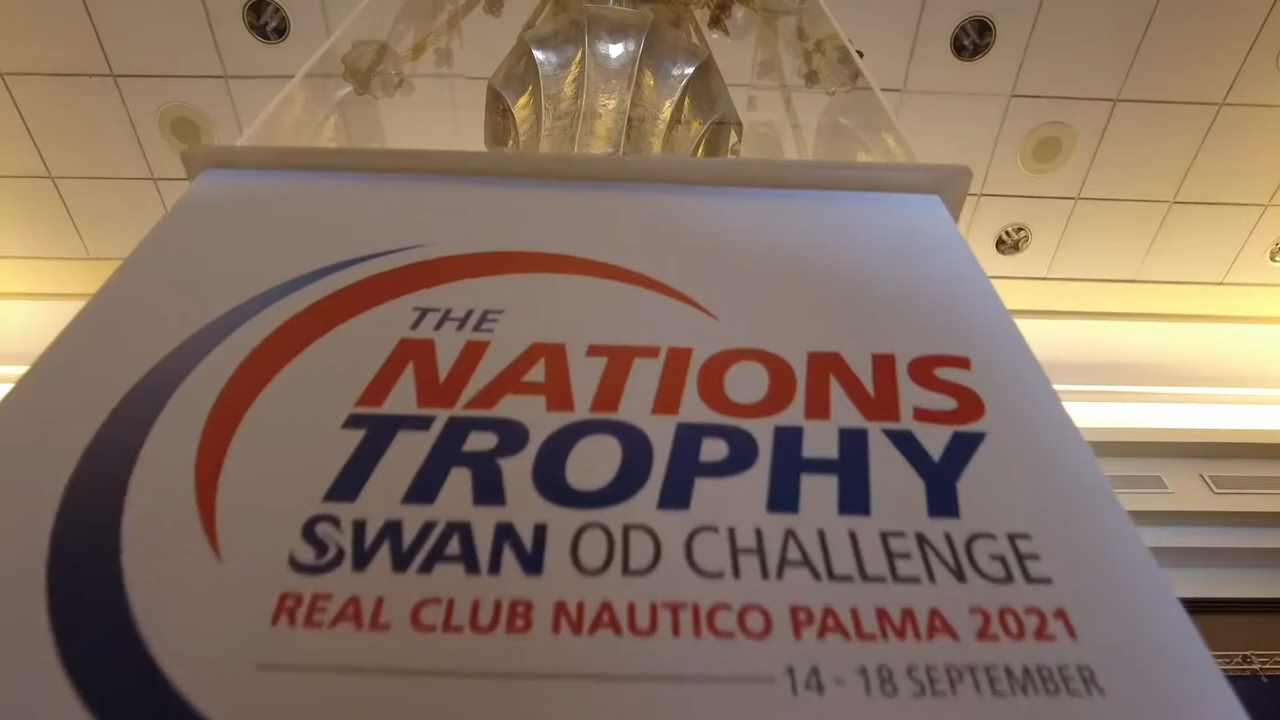 THE
NATIONS
TROPHY
SWAN OD CHALLENGE
REAL CLUB NAUTICO PALMA 2021
14 - 18 SEPTEMBER